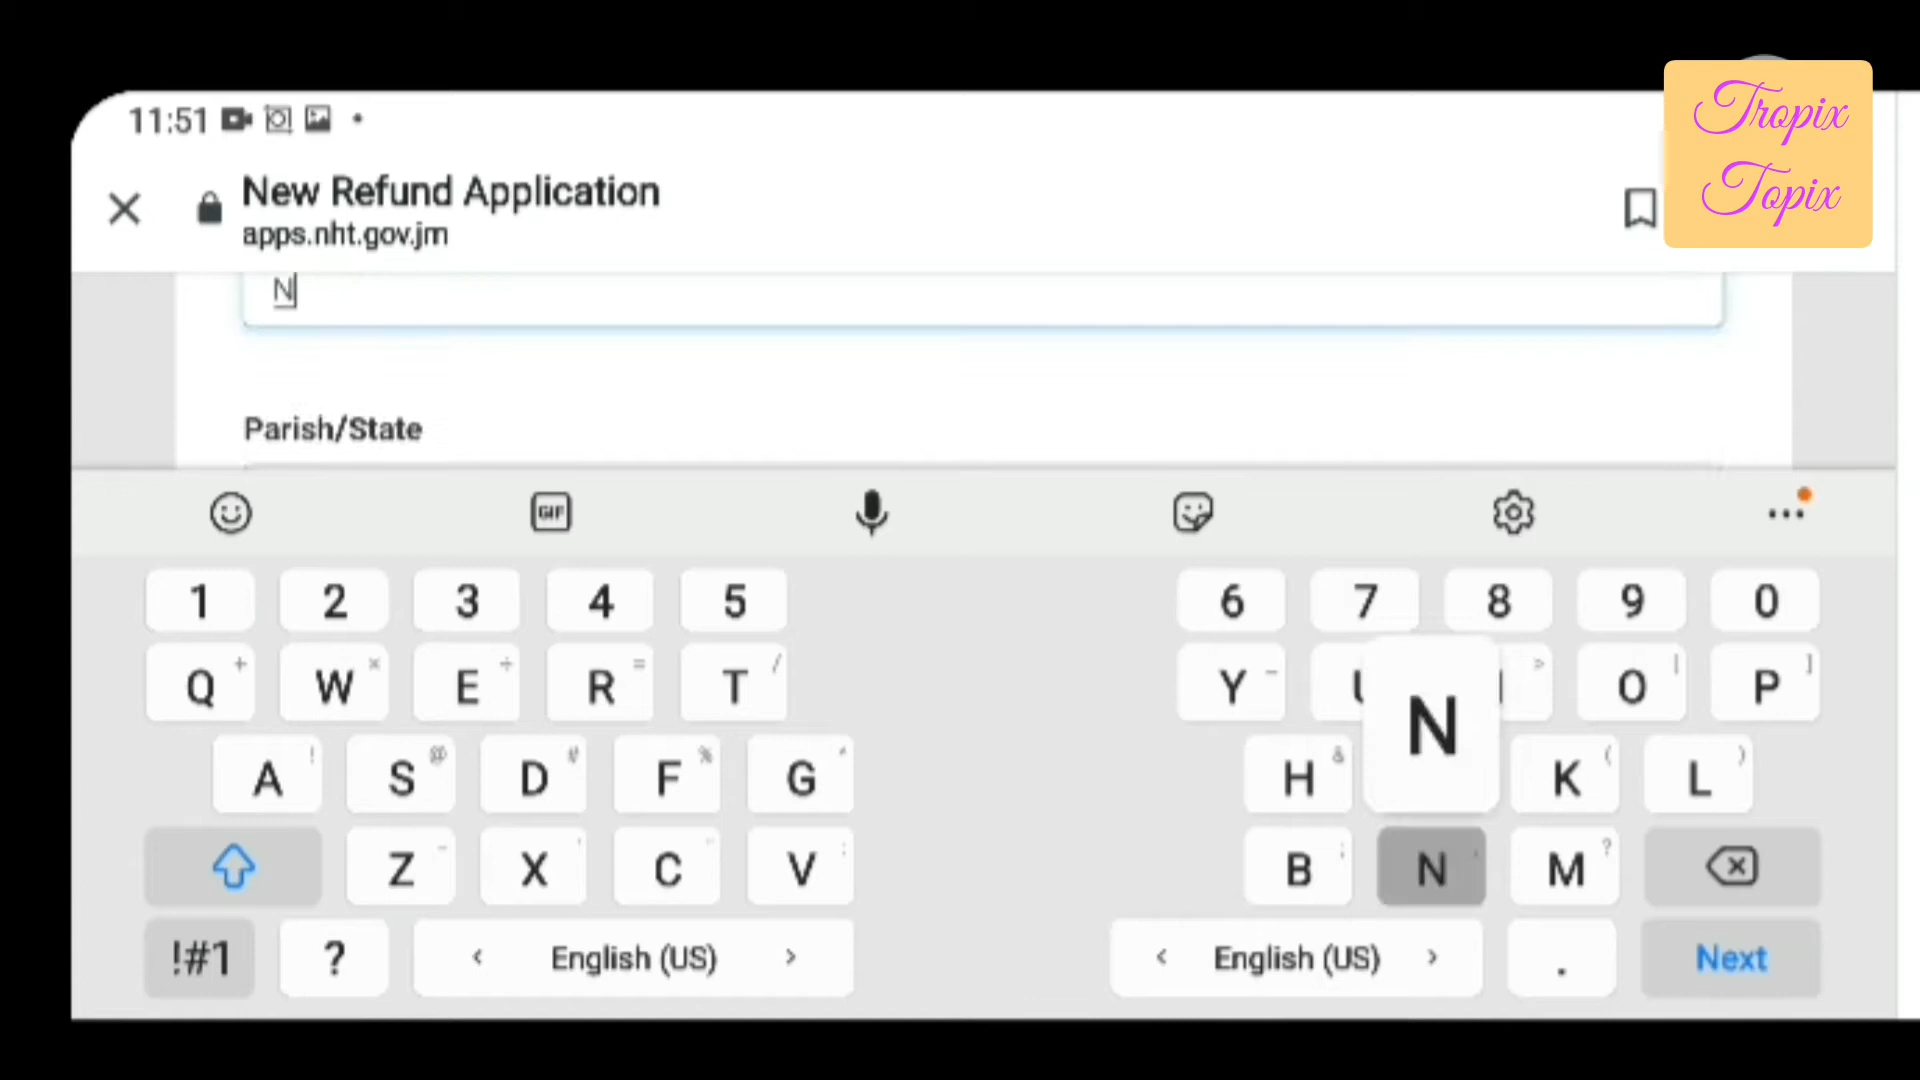 11:51
Tropix
Topix
New Refund Application
apps.nht.gov.jm
N
Parish/State
GIF
1 2 3 4 5 6 7 8 9 0
Q W E R T Y U I O P
N
A S D F G H K L
Z X C V B N M
!#1 ? < English (US) > < English (US) > . Next